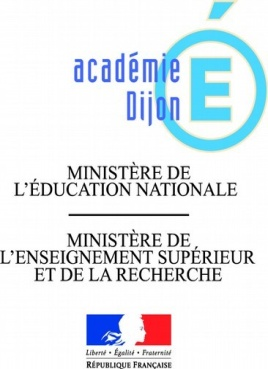 académie
Dijon
É
MINISTÈRE DE
L'ÉDUCATION NATIONALE
MINISTÈRE DE
L'ENSEIGNEMENT SUPÉRIEUR
ET DE LA RECHERCHE
Liberté • Égalité • Fraternité
RÉPUBLIQUE FRANÇAISE